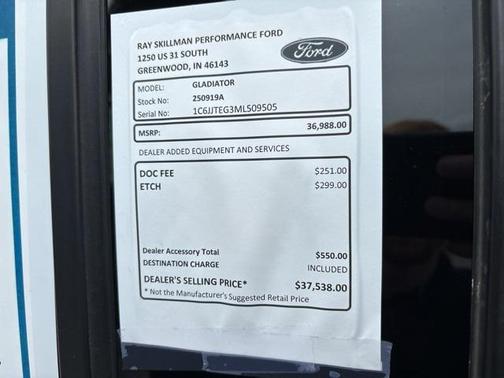 RAY SKILLMAN PERFORMANCE FORD
1250 US 31 SOUTH
GREENWOOD, IN 46143
Ford
MODEL: GLADIATOR
Stock No: 250919A
Serial No: 1C6JJTEG3ML509505
MSRP: 36,988.00
DEALER ADDED EQUIPMENT AND SERVICES
DOC FEE $251.00
ETCH $299.00
Dealer Accessory Total $550.00
DESTINATION CHARGE INCLUDED
DEALER'S SELLING PRICE* $37,538.00
* Not the Manufacturer's Suggested Retail Price